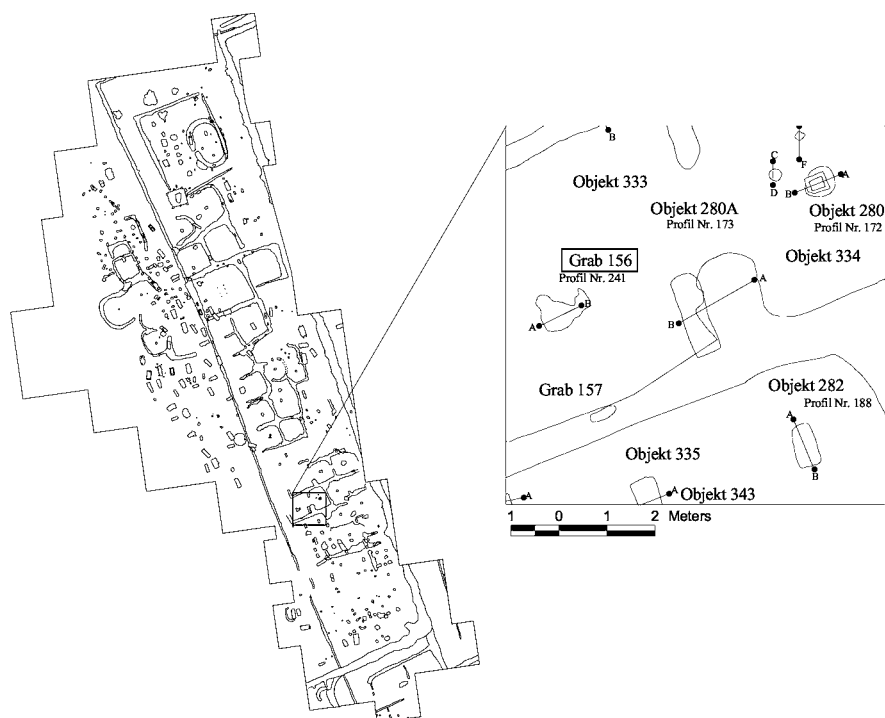 B
C
F
D
A
B
Objekt 333
Objekt 280A
Profil Nr. 173
Objekt 280
Profil Nr. 172
Objekt 334
Grab 156
Profil Nr. 241
A
B
A
B
Grab 157
Objekt 282
Profil Nr. 188
A
B
Objekt 335
A
A
Objekt 343
1 0 1 2 Meters